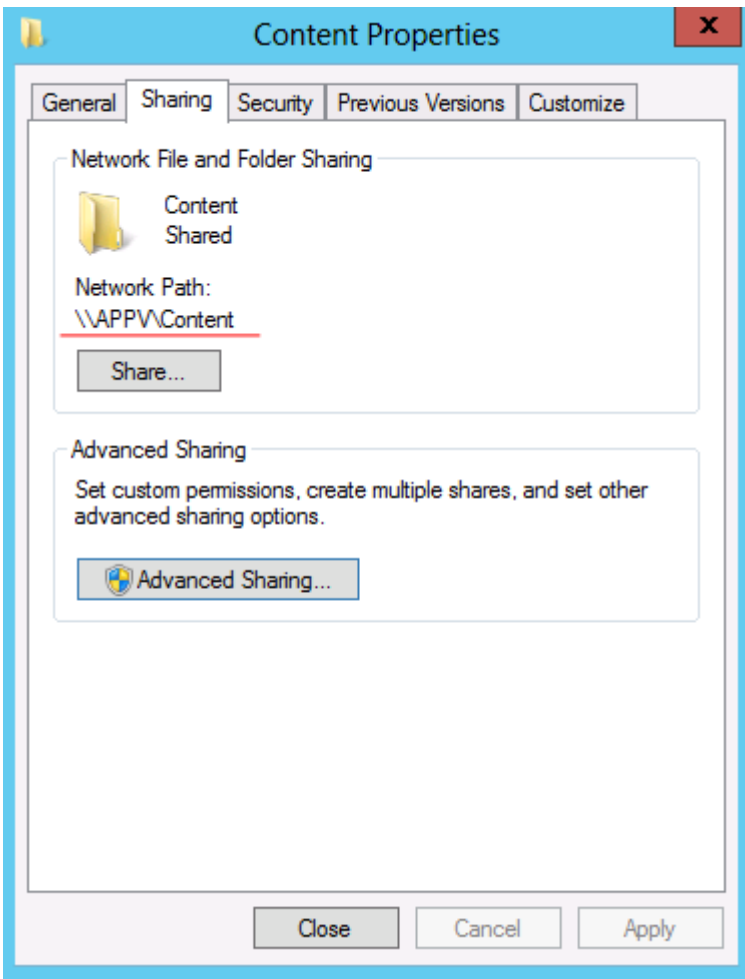 Content Properties
x
General Sharing Security Previous Versions Customize
Network File and Folder Sharing
Content
Shared
Network Path:
\\APPV\Content
Share...
Advanced Sharing
Set custom permissions, create multiple shares, and set other
advanced sharing options.
Advanced Sharing...
Close Cancel Apply